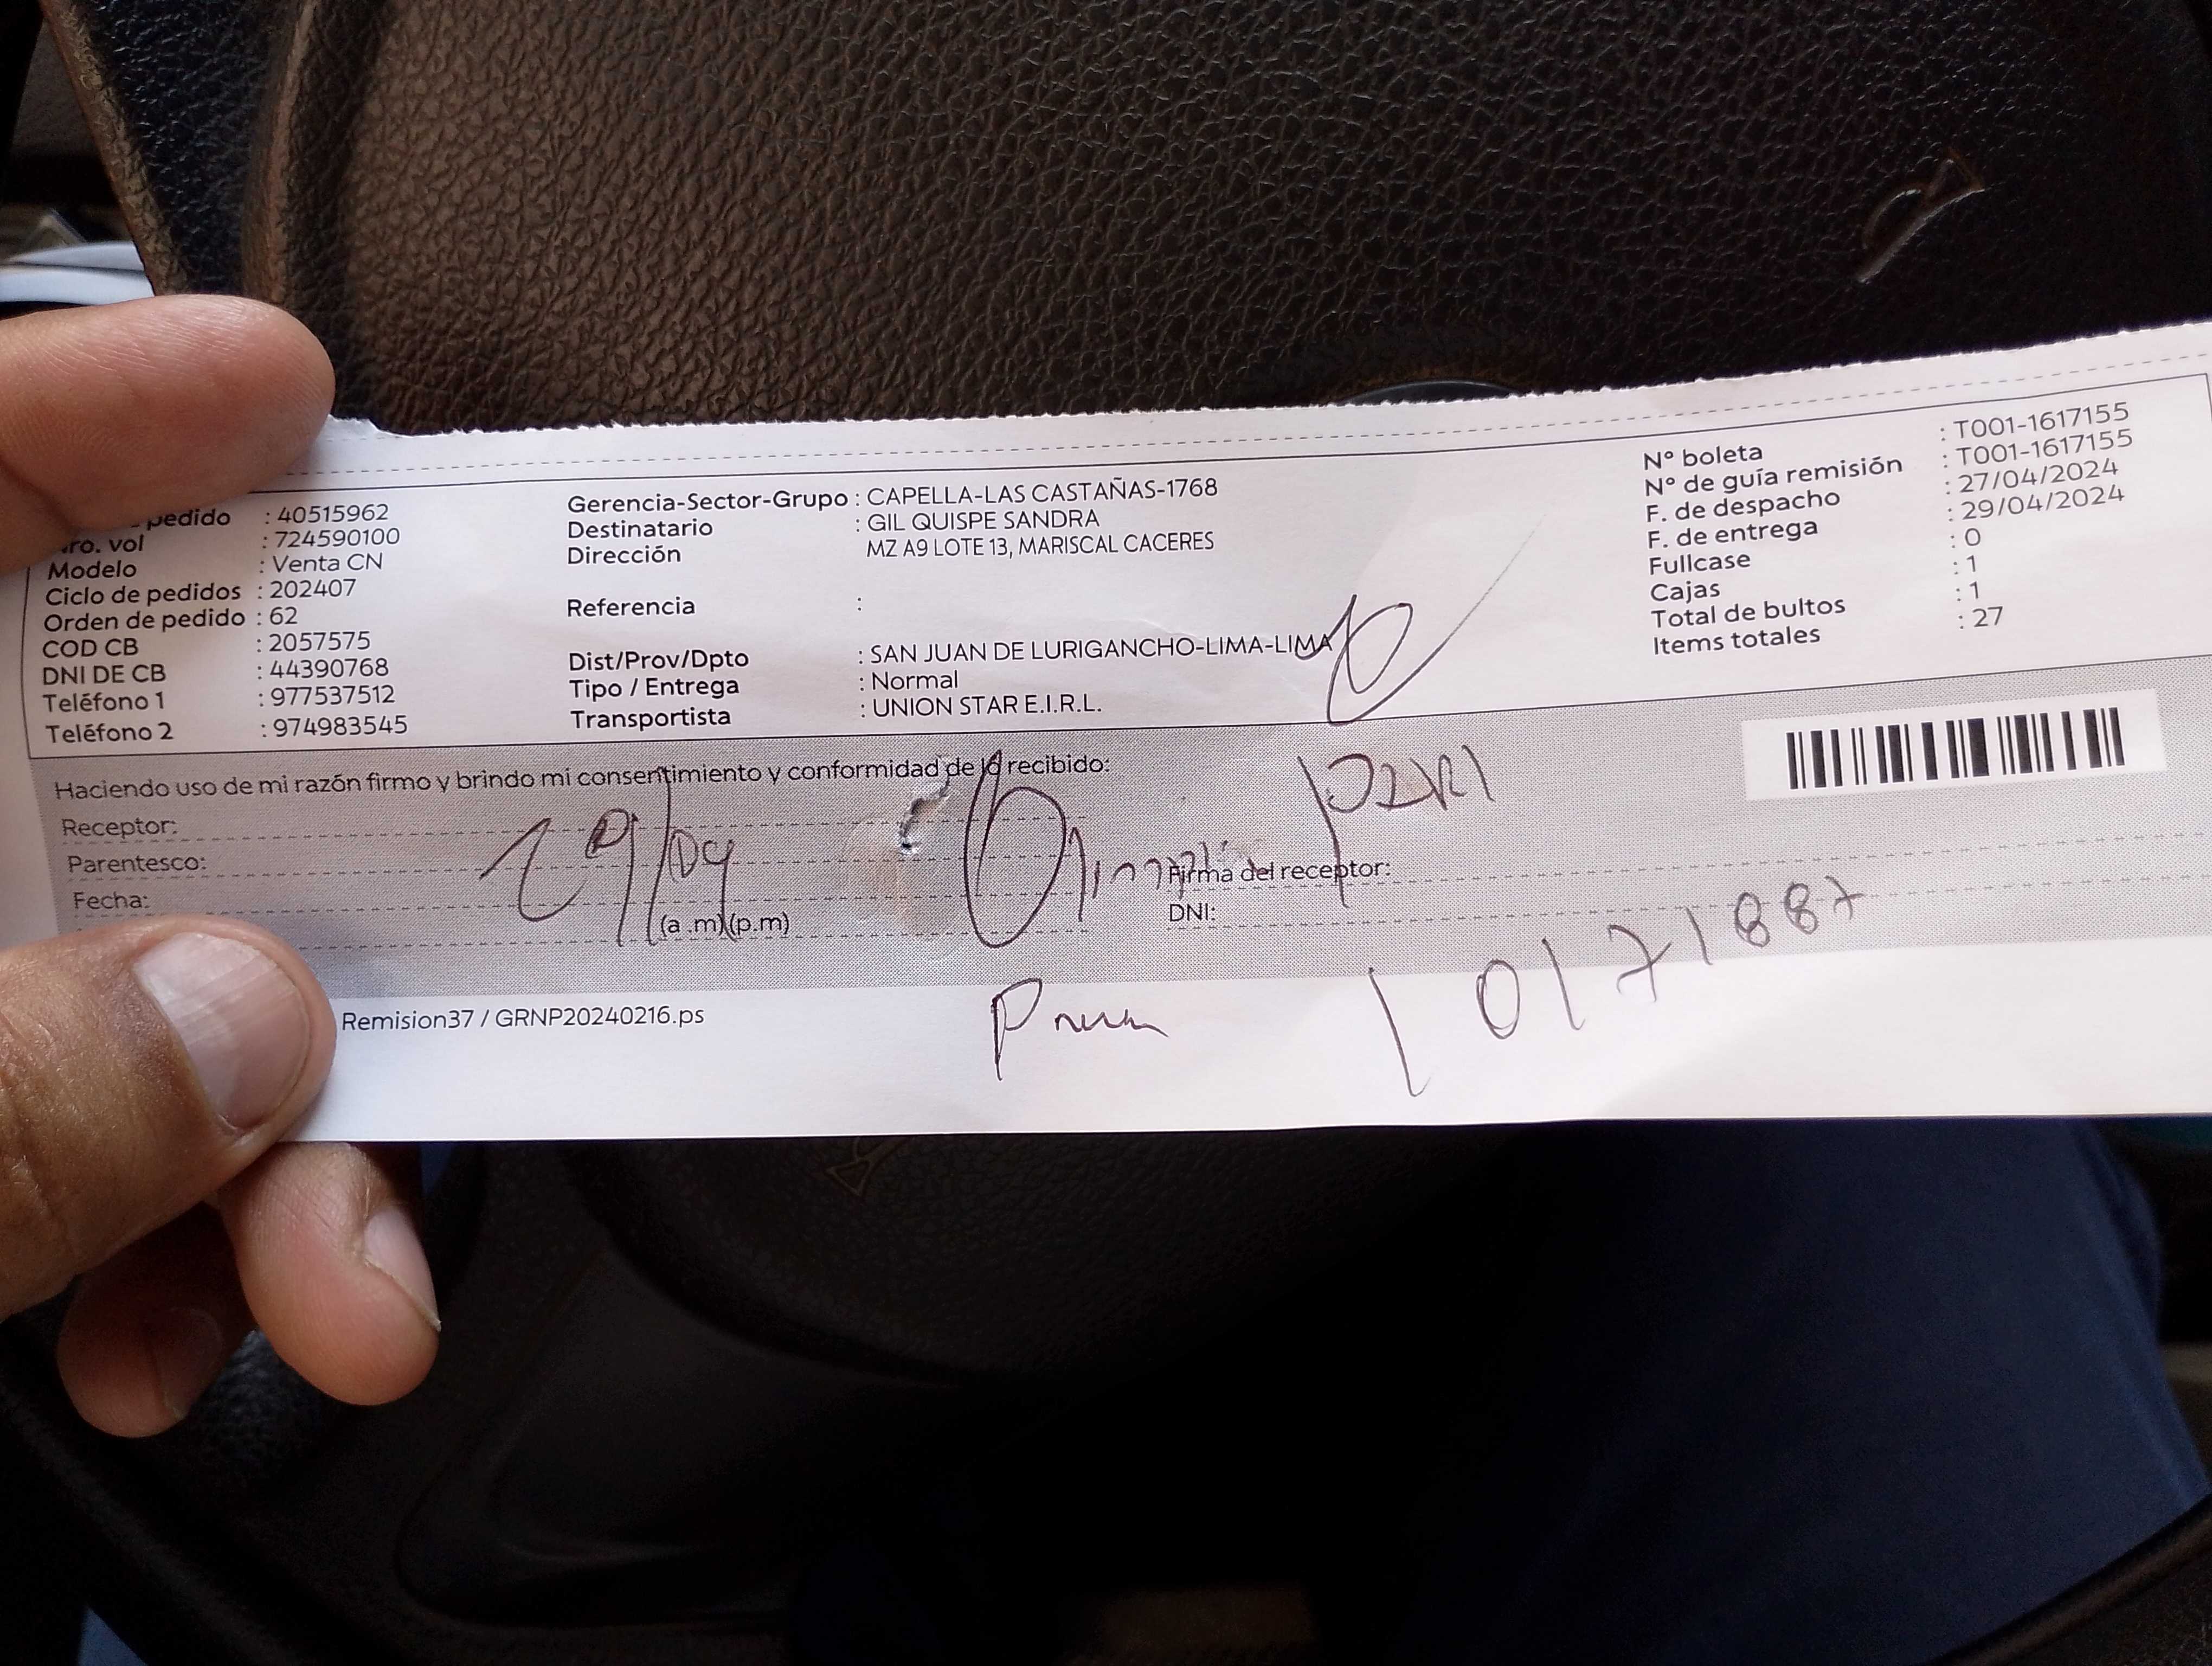 pedido : 40515962
ro. vol : 724590100
Modelo : Venta CN
Ciclo de pedidos : 202407
Orden de pedido : 62
COD CB : 2057575
DNI DE CB : 44390768
Teléfono 1 : 977537512
Teléfono 2 : 974983545
Gerencia-Sector-Grupo : CAPELLA-LAS CASTAÑAS-1768
Destinatario : GIL QUISPE SANDRA
Dirección MZ A9 LOTE 13, MARISCAL CACERES
Referencia :
Dist/Prov/Dpto : SAN JUAN DE LURIGANCHO-LIMA-LIMA
Tipo / Entrega : Normal
Transportista : UNION STAR E.I.R.L.
Nº boleta : T001-1617155
Nº de guía remisión : T001-1617155
F. de despacho : 27/04/2024
F. de entrega : 29/04/2024
Fullcase : 0
Cajas : 1
Total de bultos : 1
Items totales : 27
Haciendo uso de mi razón firmo y brindo mi consentimiento y conformidad de lo recibido:
Receptor:
Parentesco:
Fecha: 29/04
(a.m)(p.m)
Firma del receptor:
DNI:
10171887
Remision37 / GRNP20240216.ps